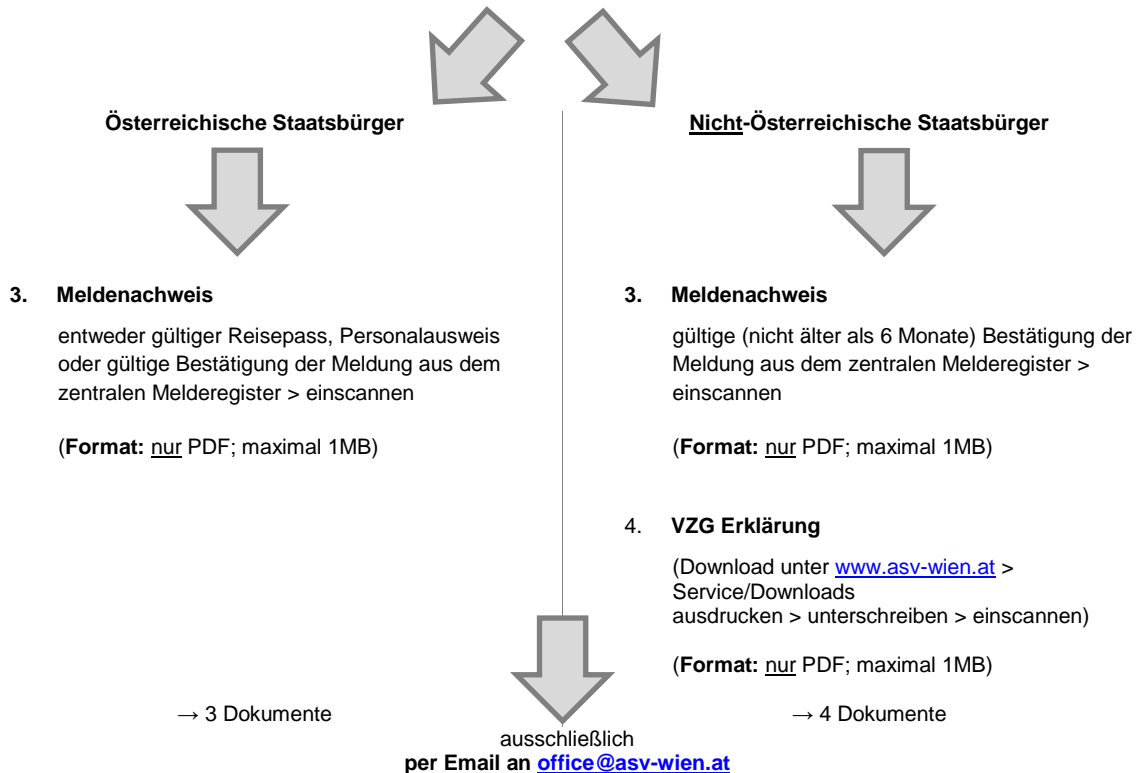 Österreichische Staatsbürger
3. Meldenachweis
entweder gültiger Reisepass, Personalausweis
oder gültige Bestätigung der Meldung aus dem
zentralen Melderegister > einscannen
(Format: nur PDF; maximal 1MB)
→ 3 Dokumente
Nicht-Österreichische Staatsbürger
3. Meldenachweis
gültige (nicht älter als 6 Monate) Bestätigung der
Meldung aus dem zentralen Melderegister >
einscannen
(Format: nur PDF; maximal 1MB)
4. VZG Erklärung
(Download unter www.asv-wien.at >
Service/Downloads
ausdrucken > unterschreiben > einscannen)
(Format: nur PDF; maximal 1MB)
→ 4 Dokumente
ausschließlich
per Email an office@asv-wien.at